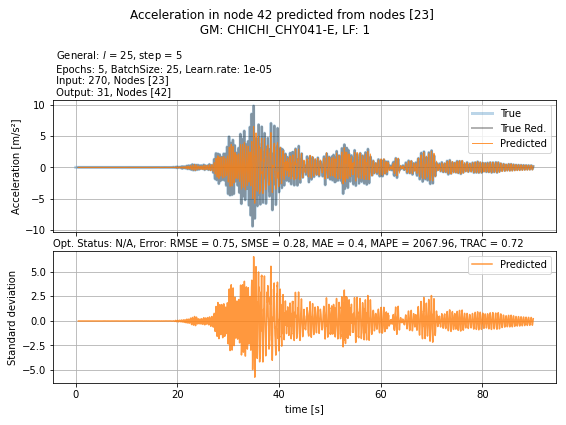 Acceleration in node 42 predicted from nodes [23]
GM: CHICHI_CHY041-E, LF: 1
General: l = 25, step = 5
Epochs: 5, BatchSize: 25, Learn.rate: 1e-05
Input: 270, Nodes [23]
Output: 31, Nodes [42]
10
5
0
−5
−10
Acceleration [m/s²]
True
True Red.
Predicted
Opt. Status: N/A, Error: RMSE = 0.75, SMSE = 0.28, MAE = 0.4, MAPE = 2067.96, TRAC = 0.72
5.0
2.5
0.0
−2.5
−5.0
Standard deviation
Predicted
0 20 40 60 80
time [s]